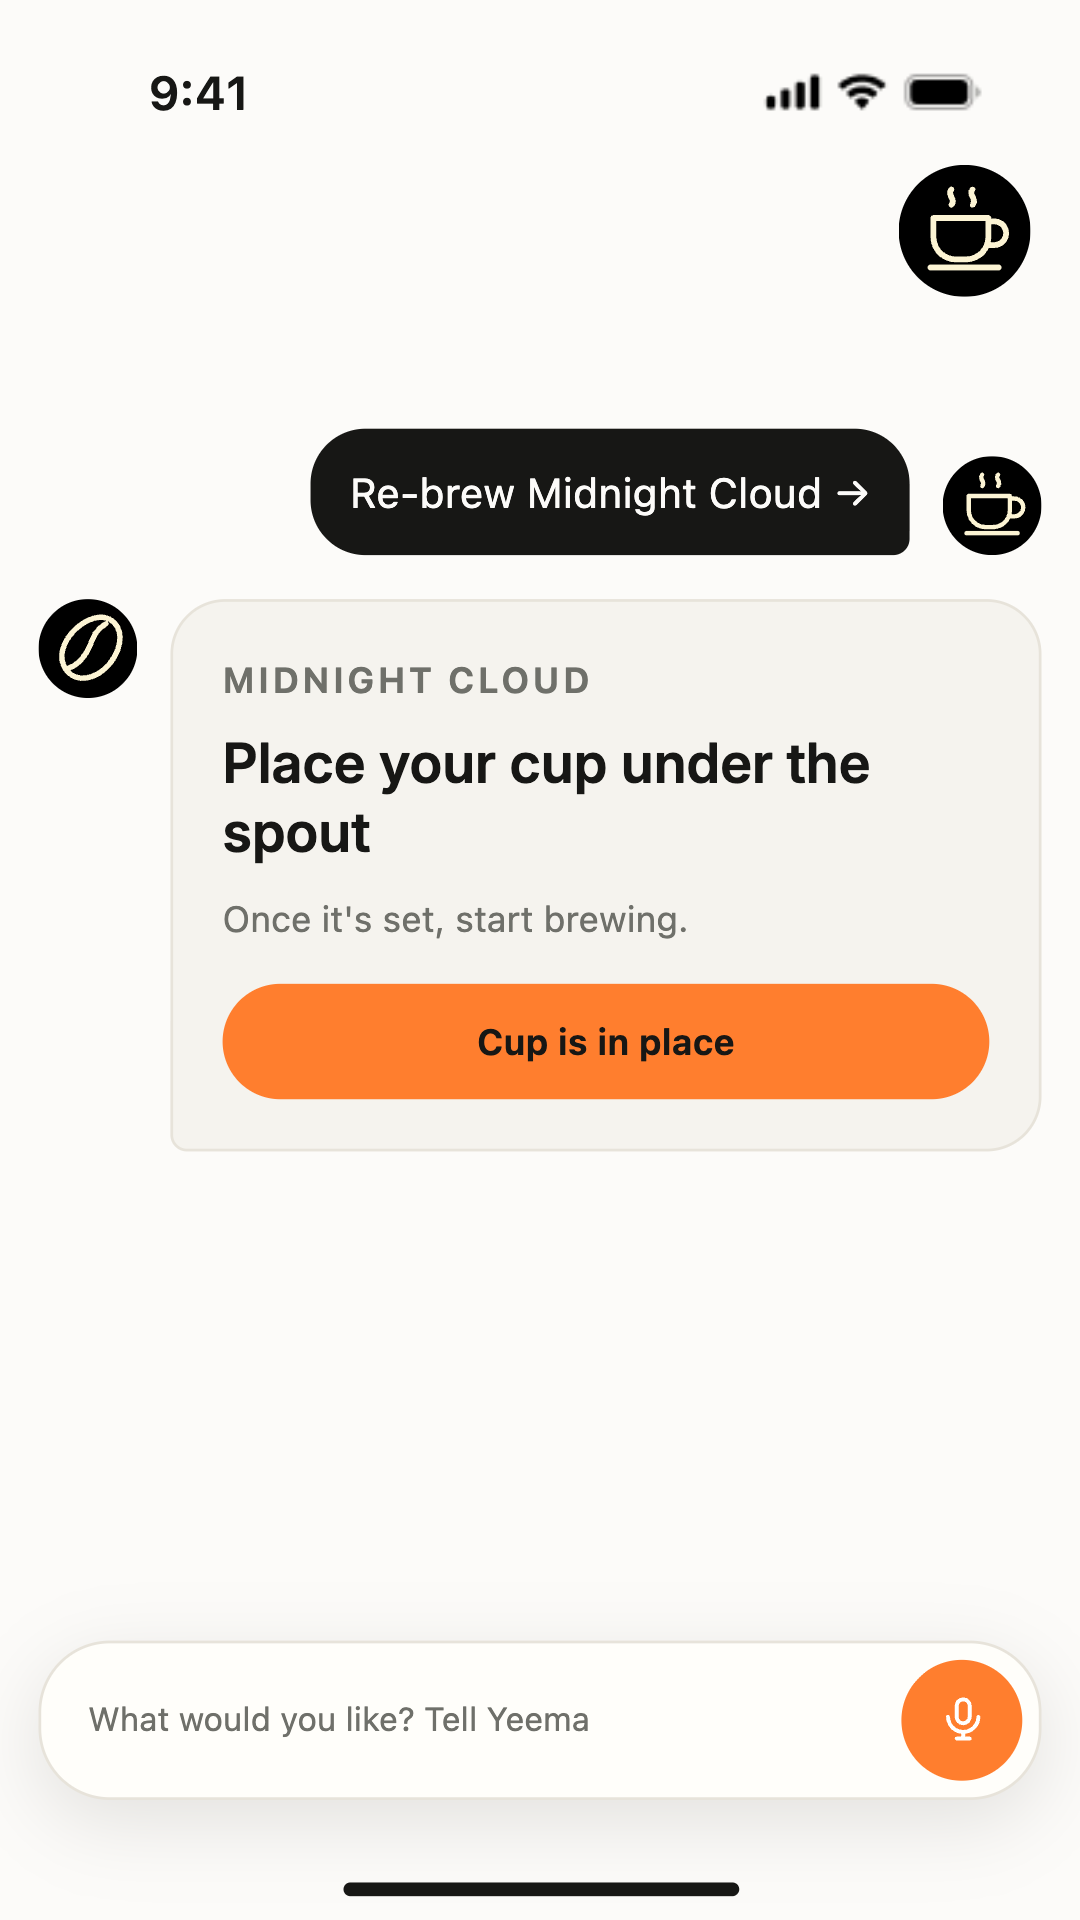 9:41
Re-brew Midnight Cloud →
MIDNIGHT CLOUD
Place your cup under the
spout
Once it's set, start brewing.
Cup is in place
What would you like? Tell Yeema